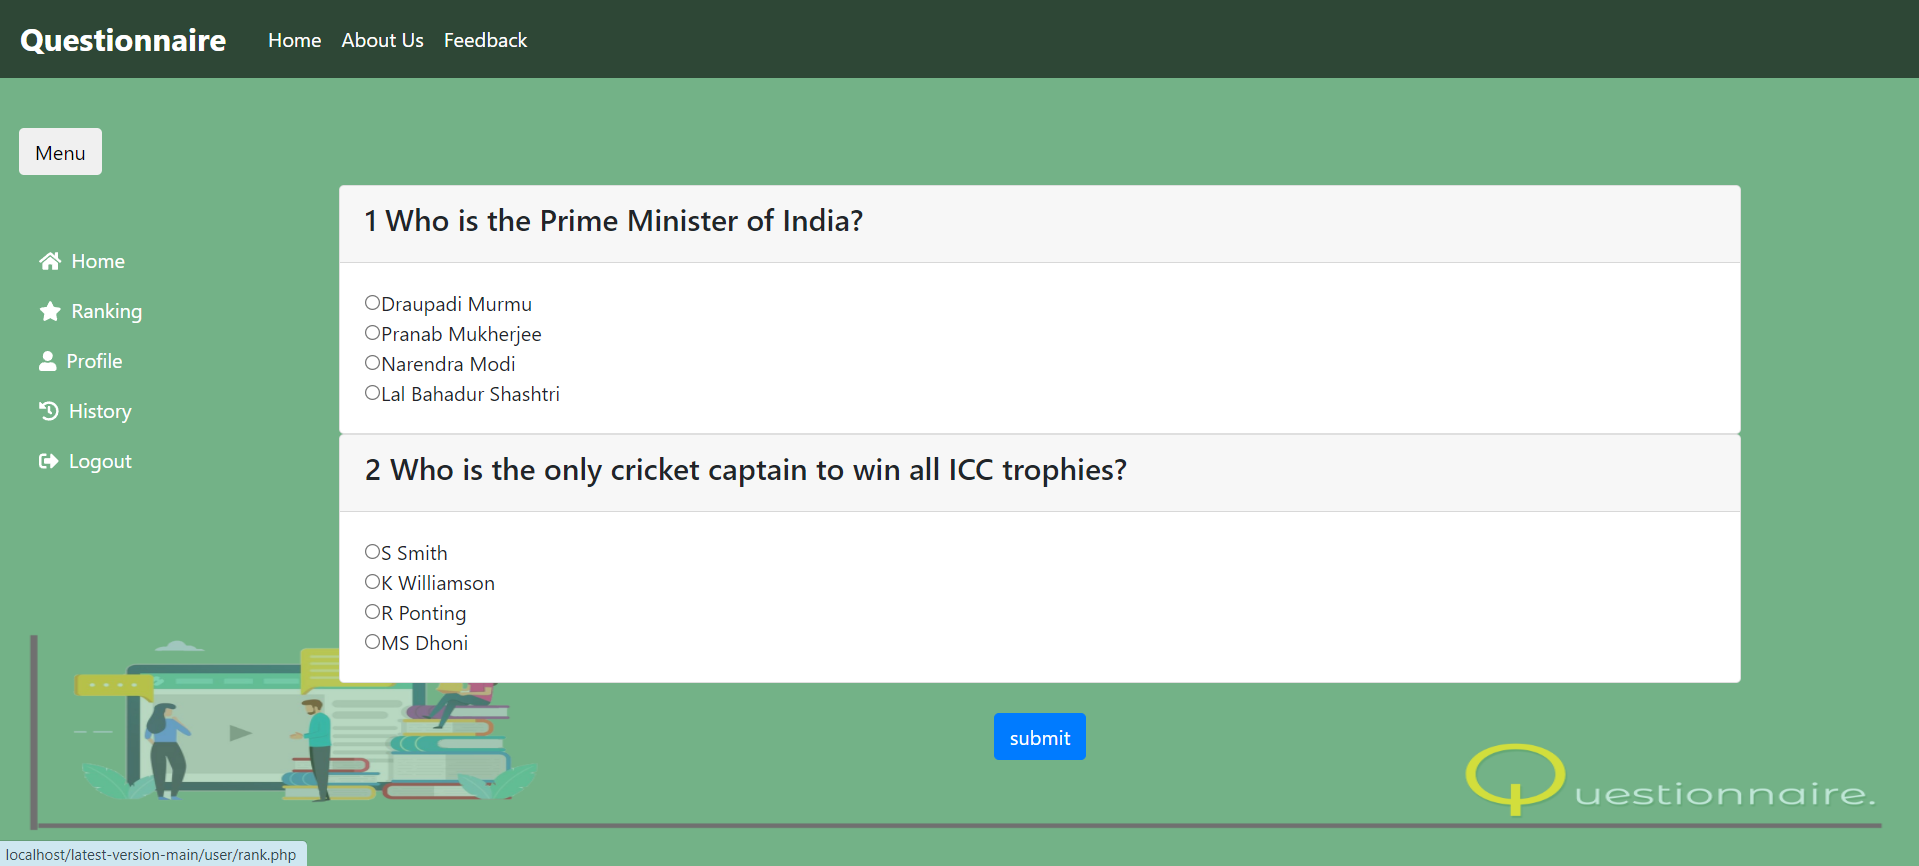 Questionnaire
Home
About Us
Feedback
Menu
Home
Ranking
Profile
History
Logout
1 Who is the Prime Minister of India?
Draupadi Murmu
Pranab Mukherjee
Narendra Modi
Lal Bahadur Shashtri
2 Who is the only cricket captain to win all ICC trophies?
S Smith
K Williamson
R Ponting
MS Dhoni
submit
Questionnaire.
localhost/latest-version-main/user/rank.php